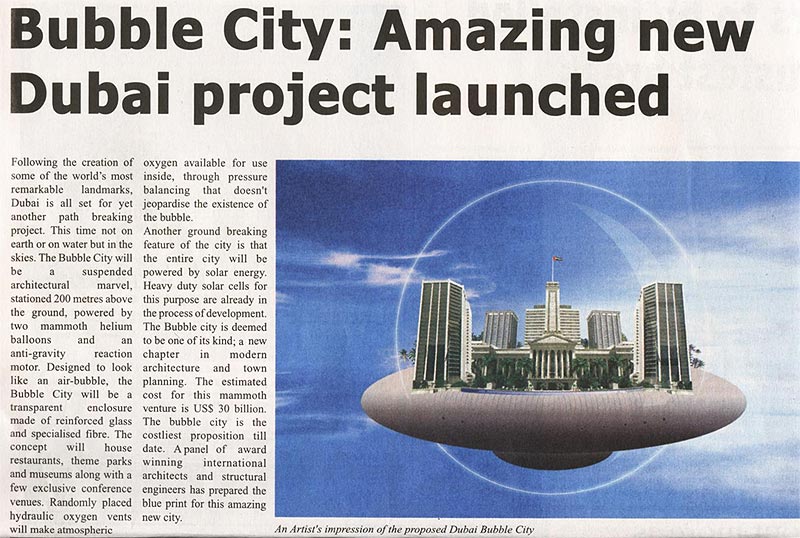 Bubble City: Amazing new
Dubai project launched
Following the creation of
some of the world's most
remarkable landmarks,
Dubai is all set for yet
another path breaking
project. This time not on
earth or on water but in the
skies. The Bubble City will
be a suspended
architectural marvel,
stationed 200 metres above
the ground, powered by
two mammoth helium
balloons and an
anti-gravity reaction
motor. Designed to look
like an air-bubble, the
Bubble City will be a
transparent enclosure
made of reinforced glass
and specialised fibre. The
concept will house
restaurants, theme parks
and museums along with a
few exclusive conference
venues. Randomly placed
hydraulic oxygen vents
will make atmospheric
oxygen available for use
inside, through pressure
balancing that doesn't
jeopardise the existence of
the bubble.
Another ground breaking
feature of the city is that
the entire city will be
powered by solar energy.
Heavy duty solar cells for
this purpose are already in
the process of development.
The Bubble city is deemed
to be one of its kind; a new
chapter in modern
architecture and town
planning. The estimated
cost for this mammoth
venture is US$ 30 billion.
The bubble city is the
costliest proposition till
date. A panel of award
winning international
architects and structural
engineers has prepared the
blue print for this amazing
new city.
An Artist's impression of the proposed Dubai Bubble City